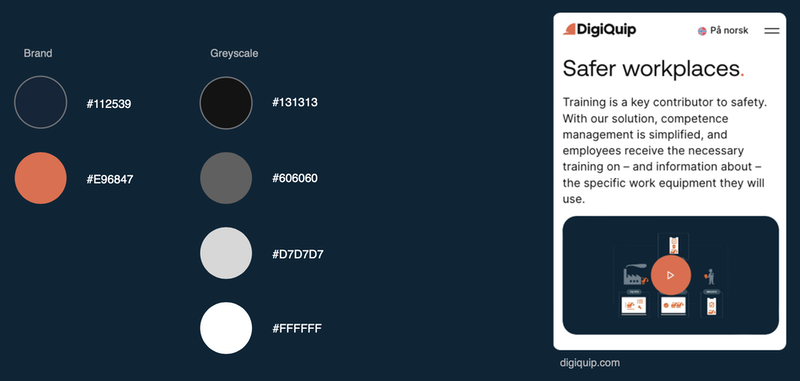 Brand
#112539
#E96847
Greyscale
#131313
#606060
#D7D7D7
#FFFFFF
DigiQuip
På norsk
Safer workplaces.
Training is a key contributor to safety.
With our solution, competence
management is simplified, and
employees receive the necessary
training on – and information about –
the specific work equipment they will
use.
digiquip.com